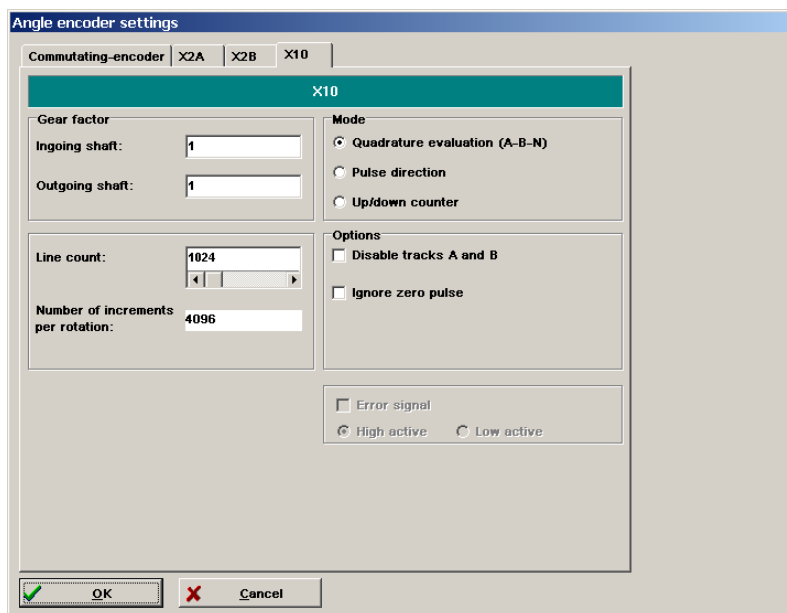 Angle encoder settings
Commutating-encoder X2A X2B X10
X10
Gear factor
Ingoing shaft: 1
Outgoing shaft: 1
Mode
Quadrature evaluation (A-B-N)
Pulse direction
Up/down counter
Line count: 1024
Number of increments
per rotation: 4096
Options
Disable tracks A and B
Ignore zero pulse
Error signal
High active Low active
OK Cancel